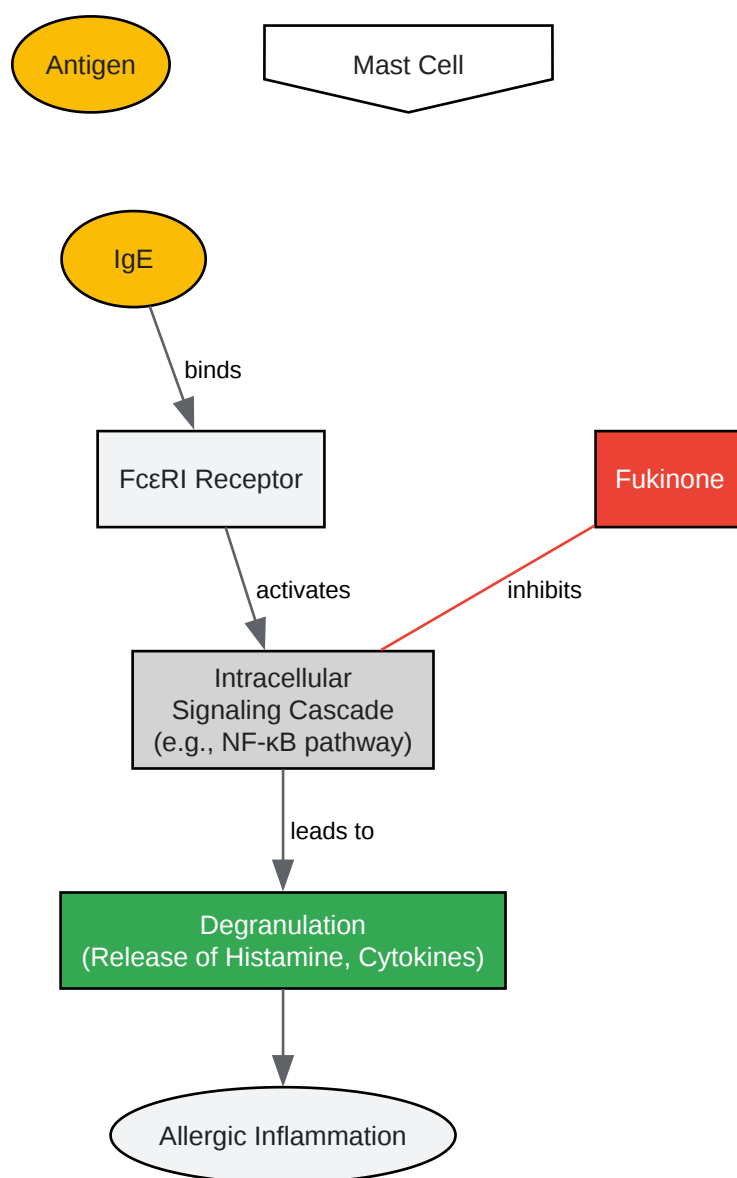 Antigen
Mast Cell
IgE
binds
FcεRI Receptor
Fukinone
activates
inhibits
Intracellular
Signaling Cascade
(e.g., NF-κB pathway)
leads to
Degranulation
(Release of Histamine, Cytokines)
Allergic Inflammation